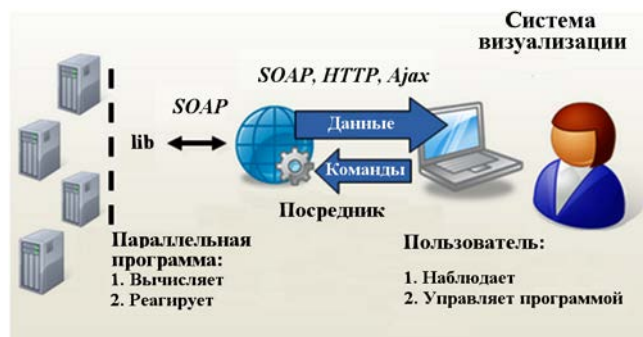 Система
визуализации
SOAP, HTTP, Ajax
SOAP
lib
Данные
Команды
Посредник
Параллельная
программа:
1. Вычисляет
2. Реагирует
Пользователь:
1. Наблюдает
2. Управляет программой